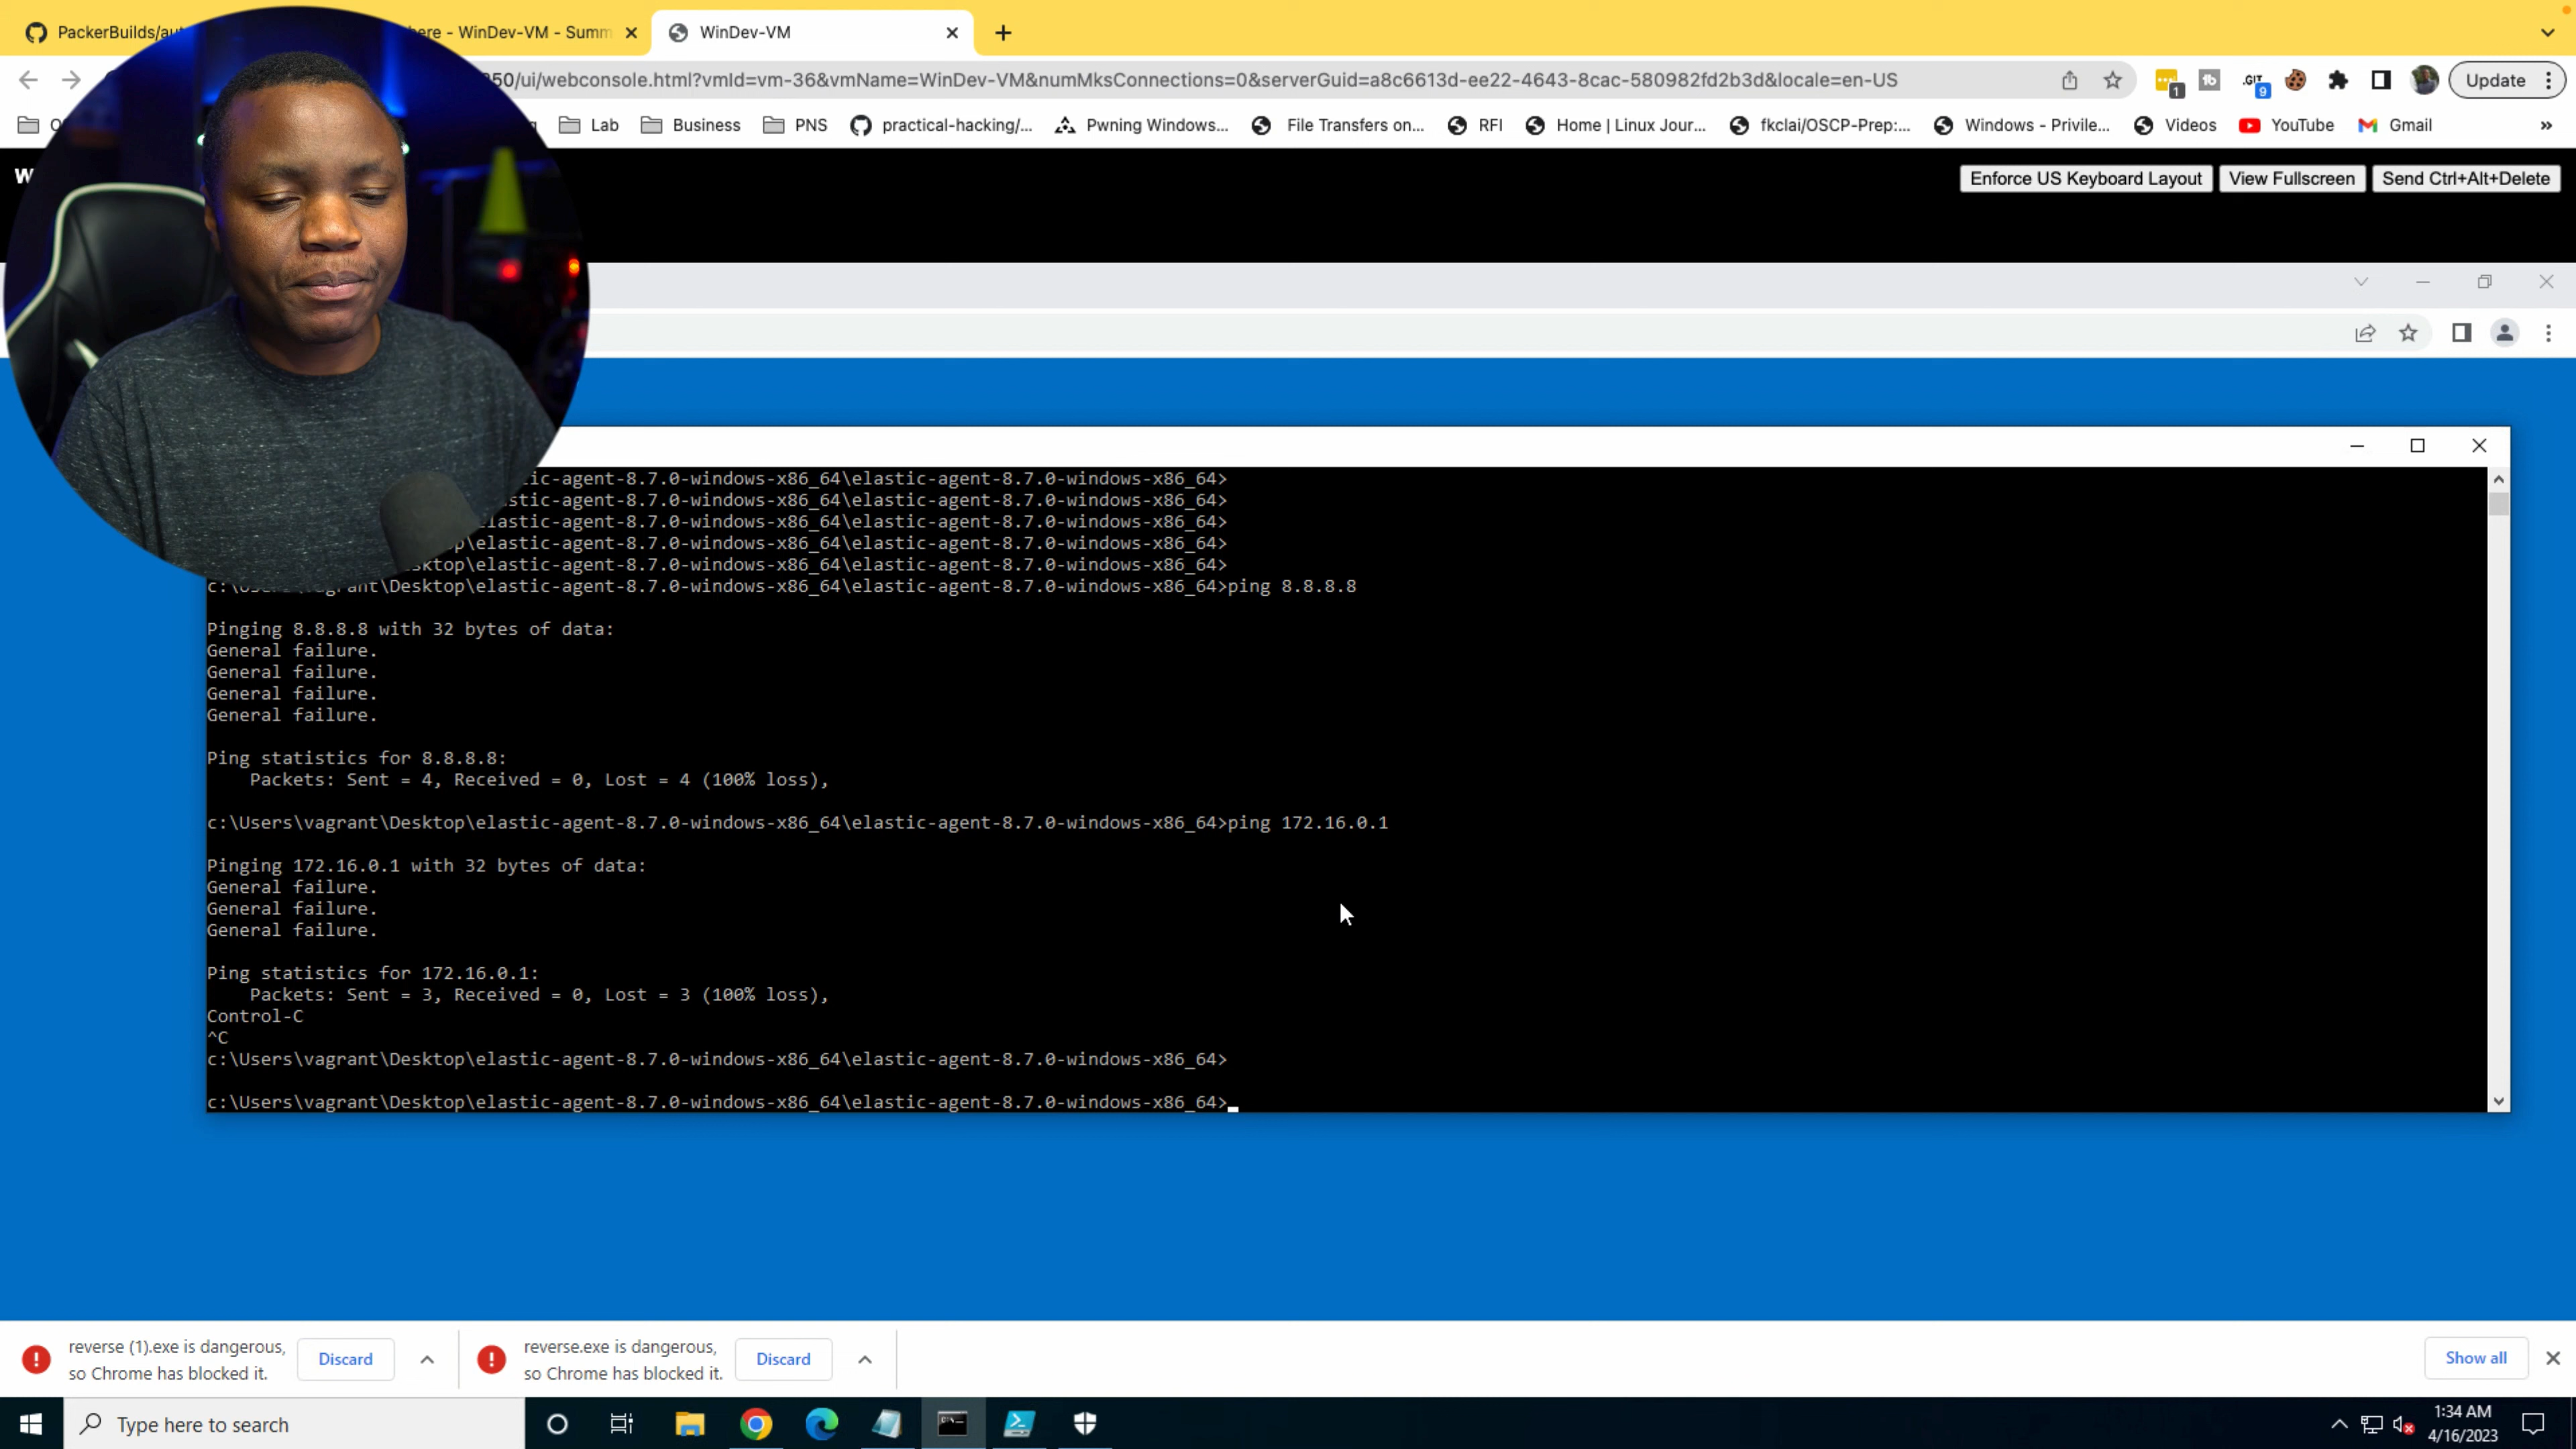 PackerBuilds/aut
here - WinDev-VM - Summ
WinDev-VM
50/ui/webconsole.html?vmId=vm-36&vmName=WinDev-VM&numMksConnections=0&serverGuid=a8c6613d-ee22-4643-8cac-580982fd2b3d&locale=en-US
1
9
Update
Lab
Business
PNS
practical-hacking/...
Pwning Windows...
File Transfers on...
RFI
Home | Linux Jour...
fkclai/OSCP-Prep:...
Windows - Privile...
Videos
YouTube
Gmail
Enforce US Keyboard Layout
View Fullscreen
Send Ctrl+Alt+Delete
tic-agent-8.7.0-windows-x86_64\elastic-agent-8.7.0-windows-x86_64>
astic-agent-8.7.0-windows-x86_64\elastic-agent-8.7.0-windows-x86_64>
lastic-agent-8.7.0-windows-x86_64\elastic-agent-8.7.0-windows-x86_64>
p\elastic-agent-8.7.0-windows-x86_64\elastic-agent-8.7.0-windows-x86_64>
sktop\elastic-agent-8.7.0-windows-x86_64\elastic-agent-8.7.0-windows-x86_64>
c:\Users\vagrant\Desktop\elastic-agent-8.7.0-windows-x86_64\elastic-agent-8.7.0-windows-x86_64>ping 8.8.8.8
Pinging 8.8.8.8 with 32 bytes of data:
General failure.
General failure.
General failure.
General failure.
Ping statistics for 8.8.8.8:
Packets: Sent = 4, Received = 0, Lost = 4 (100% loss),
c:\Users\vagrant\Desktop\elastic-agent-8.7.0-windows-x86_64\elastic-agent-8.7.0-windows-x86_64>ping 172.16.0.1
Pinging 172.16.0.1 with 32 bytes of data:
General failure.
General failure.
General failure.
Ping statistics for 172.16.0.1:
Packets: Sent = 3, Received = 0, Lost = 3 (100% loss),
Control-C
^C
c:\Users\vagrant\Desktop\elastic-agent-8.7.0-windows-x86_64\elastic-agent-8.7.0-windows-x86_64>
c:\Users\vagrant\Desktop\elastic-agent-8.7.0-windows-x86_64\elastic-agent-8.7.0-windows-x86_64>
reverse (1).exe is dangerous,
so Chrome has blocked it.
Discard
reverse.exe is dangerous,
so Chrome has blocked it.
Discard
Show all
Type here to search
1:34 AM
4/16/2023